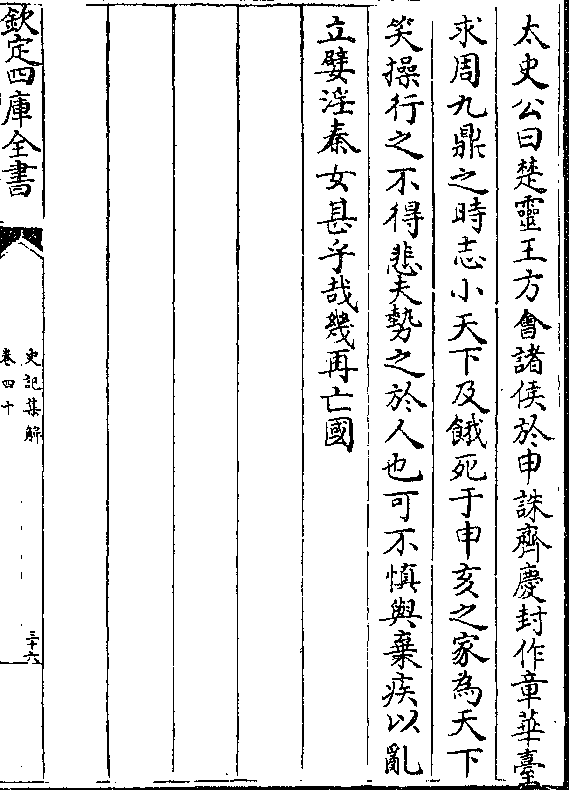 太史公曰楚靈王方會諸侯於申誅齊慶封作章華臺
求周九鼎之時志小天下及餓死于申亥之家為天下
笑操行之不得悲夫勢之於人也可不慎與棄疾以亂
立嬖淫秦女甚乎哉幾再亡國
欽定四庫全書
史記集解
卷四十
三十六